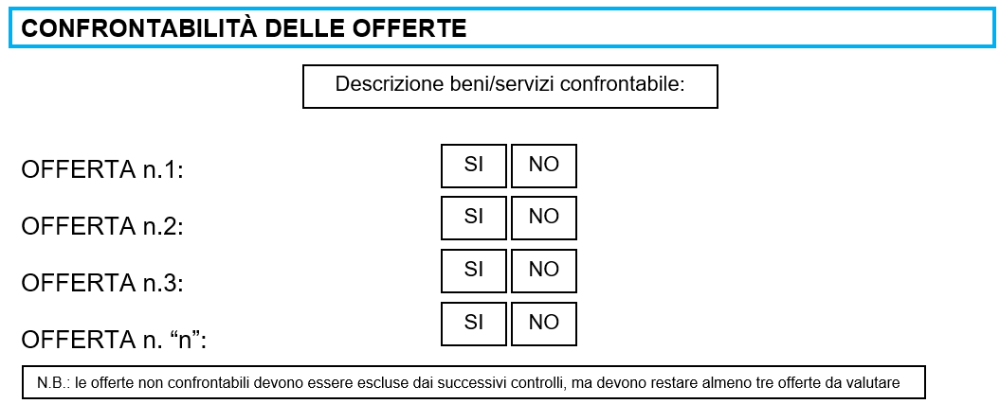 CONFRONTABILITÀ DELLE OFFERTE
Descrizione beni/servizi confrontabile:
OFFERTA n.1: SI NO
OFFERTA n.2: SI NO
OFFERTA n.3: SI NO
OFFERTA n. “n”: SI NO
N.B.: le offerte non confrontabili devono essere escluse dai successivi controlli, ma devono restare almeno tre offerte da valutare